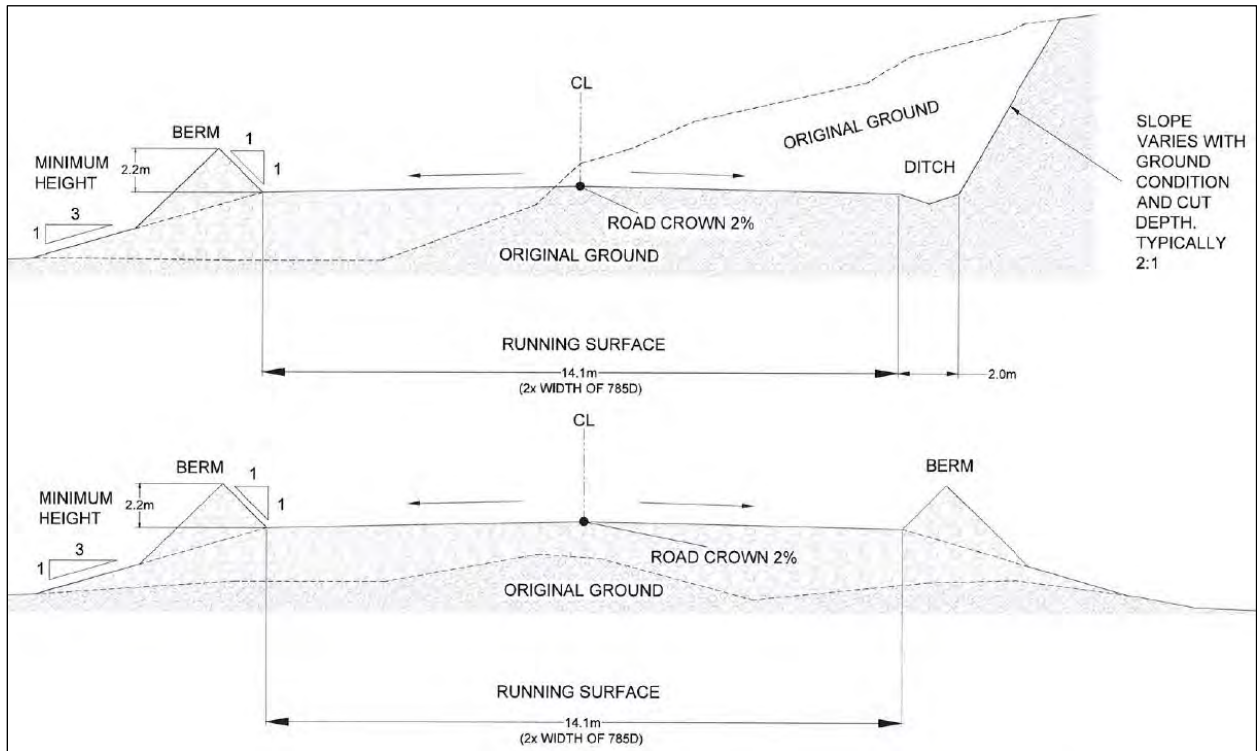 CL
ORIGINAL GROUND
BERM
1
1
MINIMUM
HEIGHT
2.2m
3
1
DITCH
SLOPE
VARIES WITH
GROUND
CONDITION
AND CUT
DEPTH.
TYPICALLY
2:1
ROAD CROWN 2%
ORIGINAL GROUND
RUNNING SURFACE
14.1m
(2x WIDTH OF 785D)
2.0m
CL
BERM
1
1
BERM
MINIMUM
HEIGHT
2.2m
3
1
ROAD CROWN 2%
ORIGINAL GROUND
RUNNING SURFACE
14.1m
(2x WIDTH OF 785D)